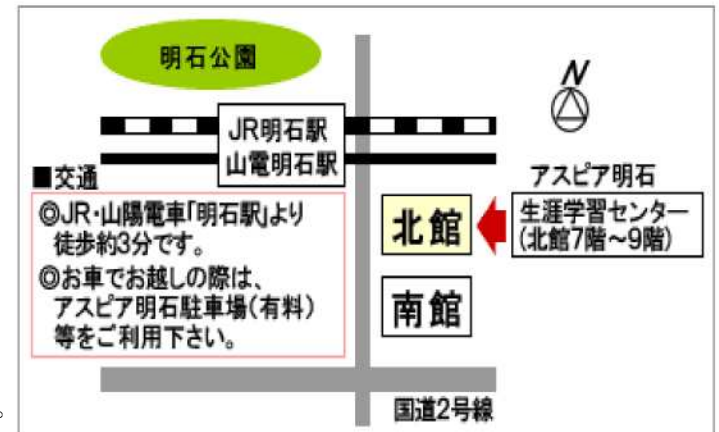 明石公園
N
JR明石駅
山電明石駅
■交通
◎JR・山陽電車「明石駅」より
徒歩約3分です。
◎お車でお越しの際は、
アスピア明石駐車場(有料)
等をご利用下さい。
アスピア明石
生涯学習センター
(北館7階～9階)
北館
南館
国道2号線
。